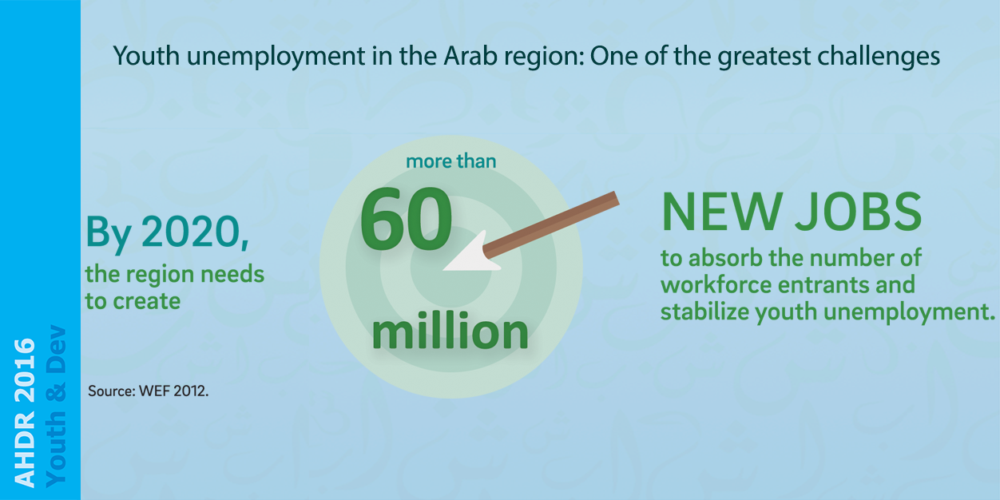 Youth unemployment in the Arab region: One of the greatest challenges
By 2020,
the region needs
to create
more than
60
million
NEW JOBS
to absorb the number of
workforce entrants and
stabilize youth unemployment.
Source: WEF 2012.
AHDR 2016
Youth & Dev